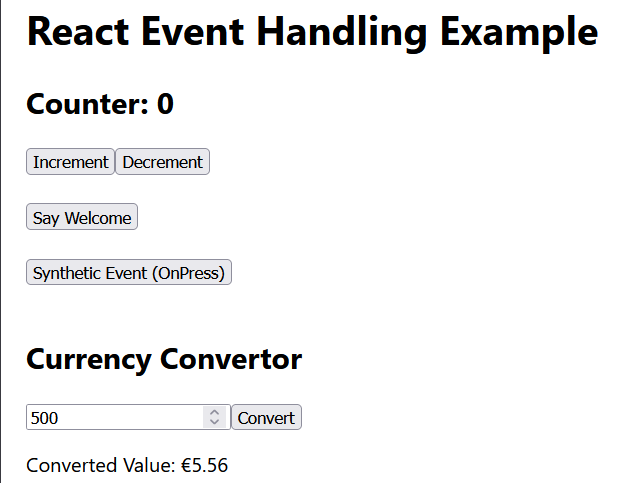 React Event Handling Example
Counter: 0
Increment Decrement
Say Welcome
Synthetic Event (OnPress)
Currency Convertor
500 Convert
Converted Value: €5.56